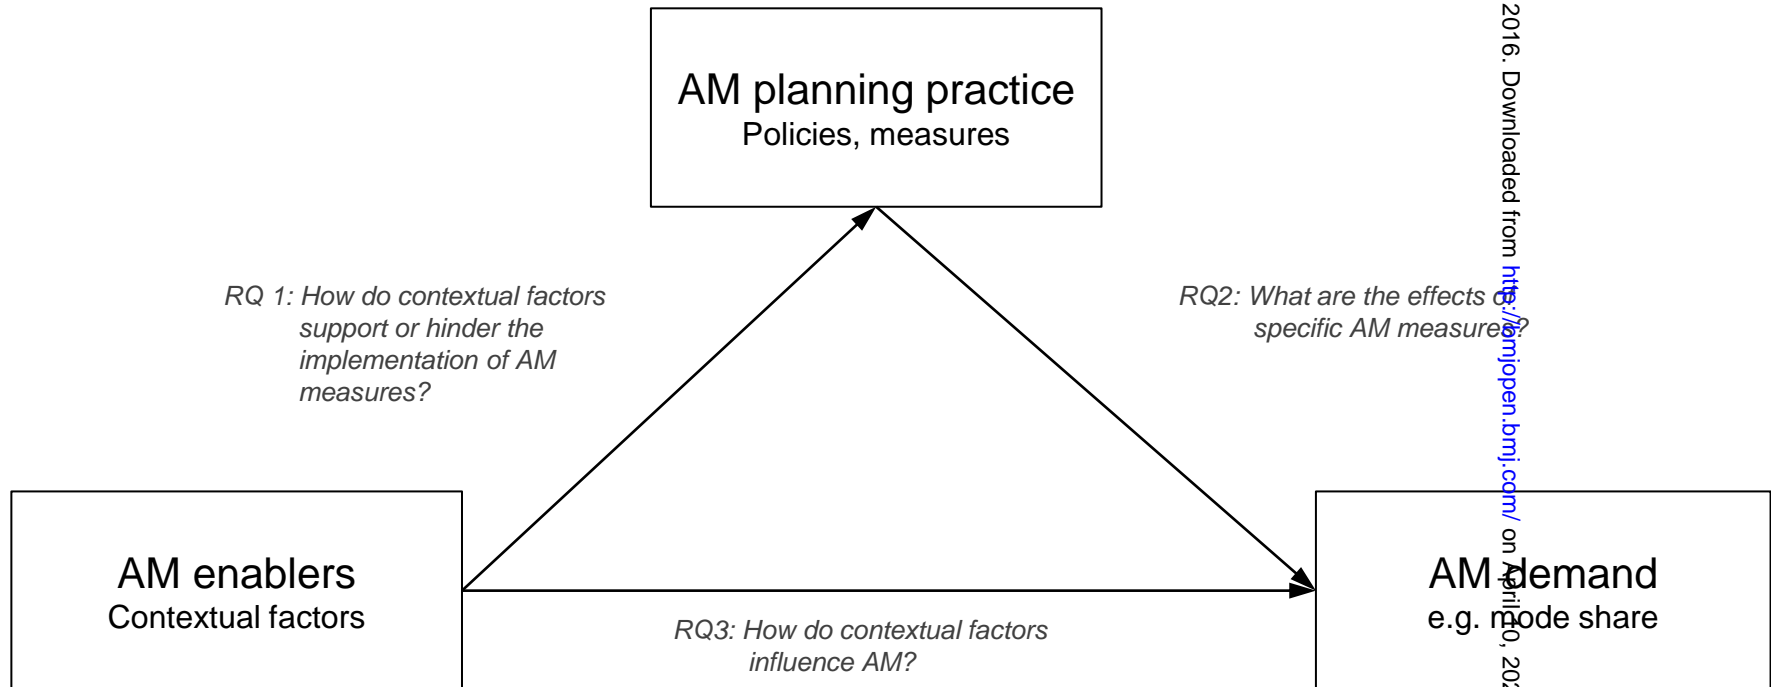 AM planning practice
Policies, measures
RQ 1: How do contextual factors
support or hinder the
implementation of AM
measures?
RQ2: What are the effects of
specific AM measures?
AM enablers
Contextual factors
AM demand
e.g. mode share
RQ3: How do contextual factors
influence AM?
2016. Downloaded from http://bmjopen.bmj.com/ on April 10, 202